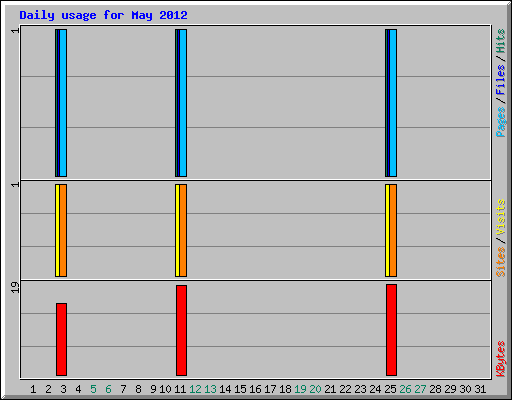 Daily usage for May 2012
1
Pages/Files/Hits
1
Sites/Visits
19
KBytes
1 2 3 4 5 6 7 8 9 10 11 12 13 14 15 16 17 18 19 20 21 22 23 24 25 26 27 28 29 30 31